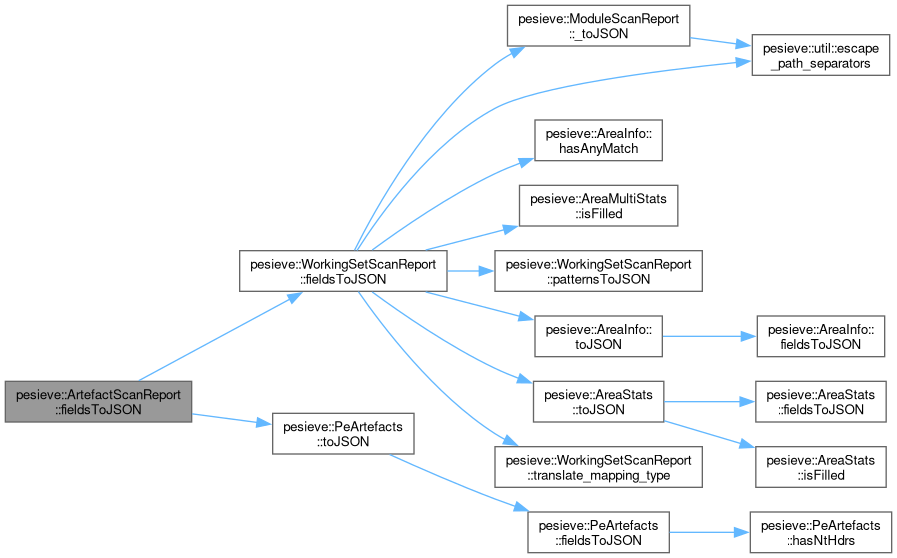 pesieve::ModuleScanReport
::_toJSON
pesieve::util::escape
_path_separators
pesieve::AreaInfo::
hasAnyMatch
pesieve::AreaMultiStats
::isFilled
pesieve::WorkingSetScanReport
::fieldsToJSON
pesieve::WorkingSetScanReport
::patternsToJSON
pesieve::AreaInfo::
toJSON
pesieve::AreaInfo::
fieldsToJSON
pesieve::ArtefactScanReport
::fieldsToJSON
pesieve::AreaStats
::toJSON
pesieve::AreaStats
::fieldsToJSON
pesieve::PeArtefacts
::toJSON
pesieve::WorkingSetScanReport
::translate_mapping_type
pesieve::AreaStats
::isFilled
pesieve::PeArtefacts
::fieldsToJSON
pesieve::PeArtefacts
::hasNtHdrs